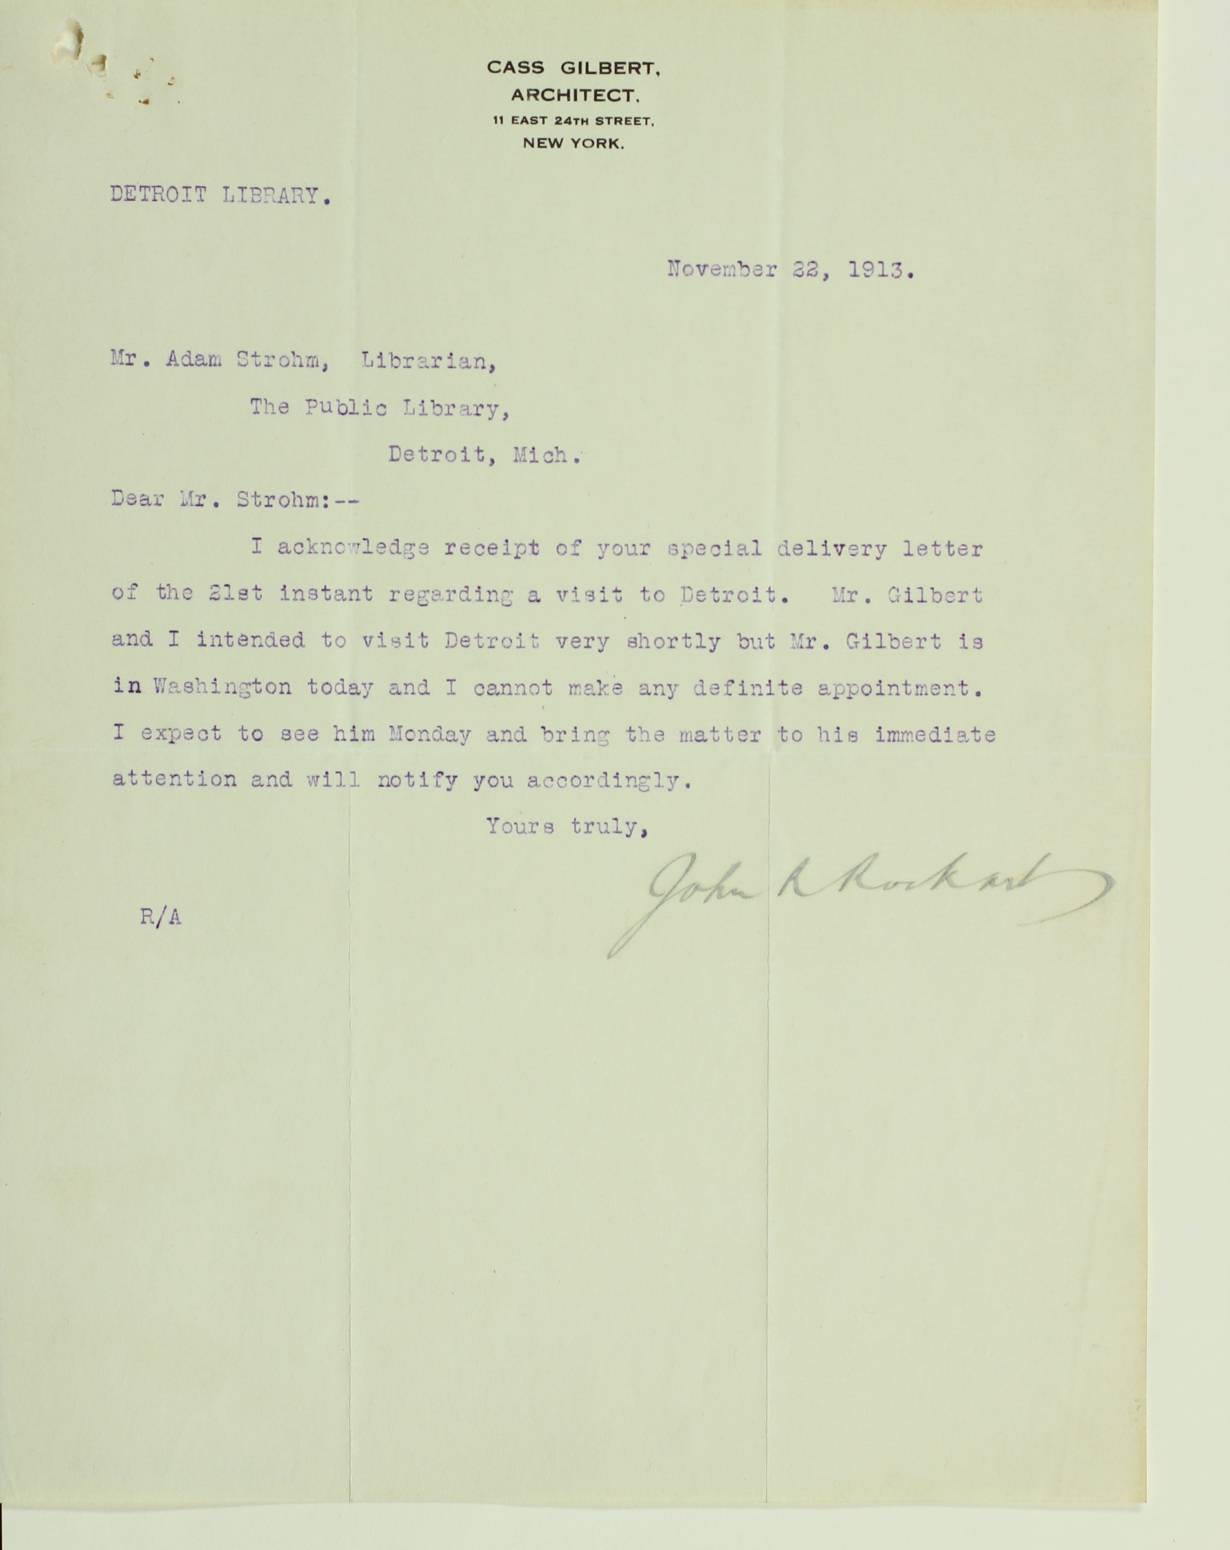 CASS GILBERT,
ARCHITECT.
11 EAST 24TH STREET,
NEW YORK.
DETROIT LIBRARY.
November 22, 1913.
Mr. Adam Strohm, Librarian,
The Public Library,
Detroit, Mich.
Dear Mr. Strohm:--
I acknowledge receipt of your special delivery letter
of the 21st instant regarding a visit to Detroit. Mr. Gilbert
and I intended to visit Detroit very shortly but Mr. Gilbert is
in Washington today and I cannot make any definite appointment.
I expect to see him Monday and bring the matter to his immediate
attention and will notify you accordingly.
Yours truly,
John R Rockart
R/A